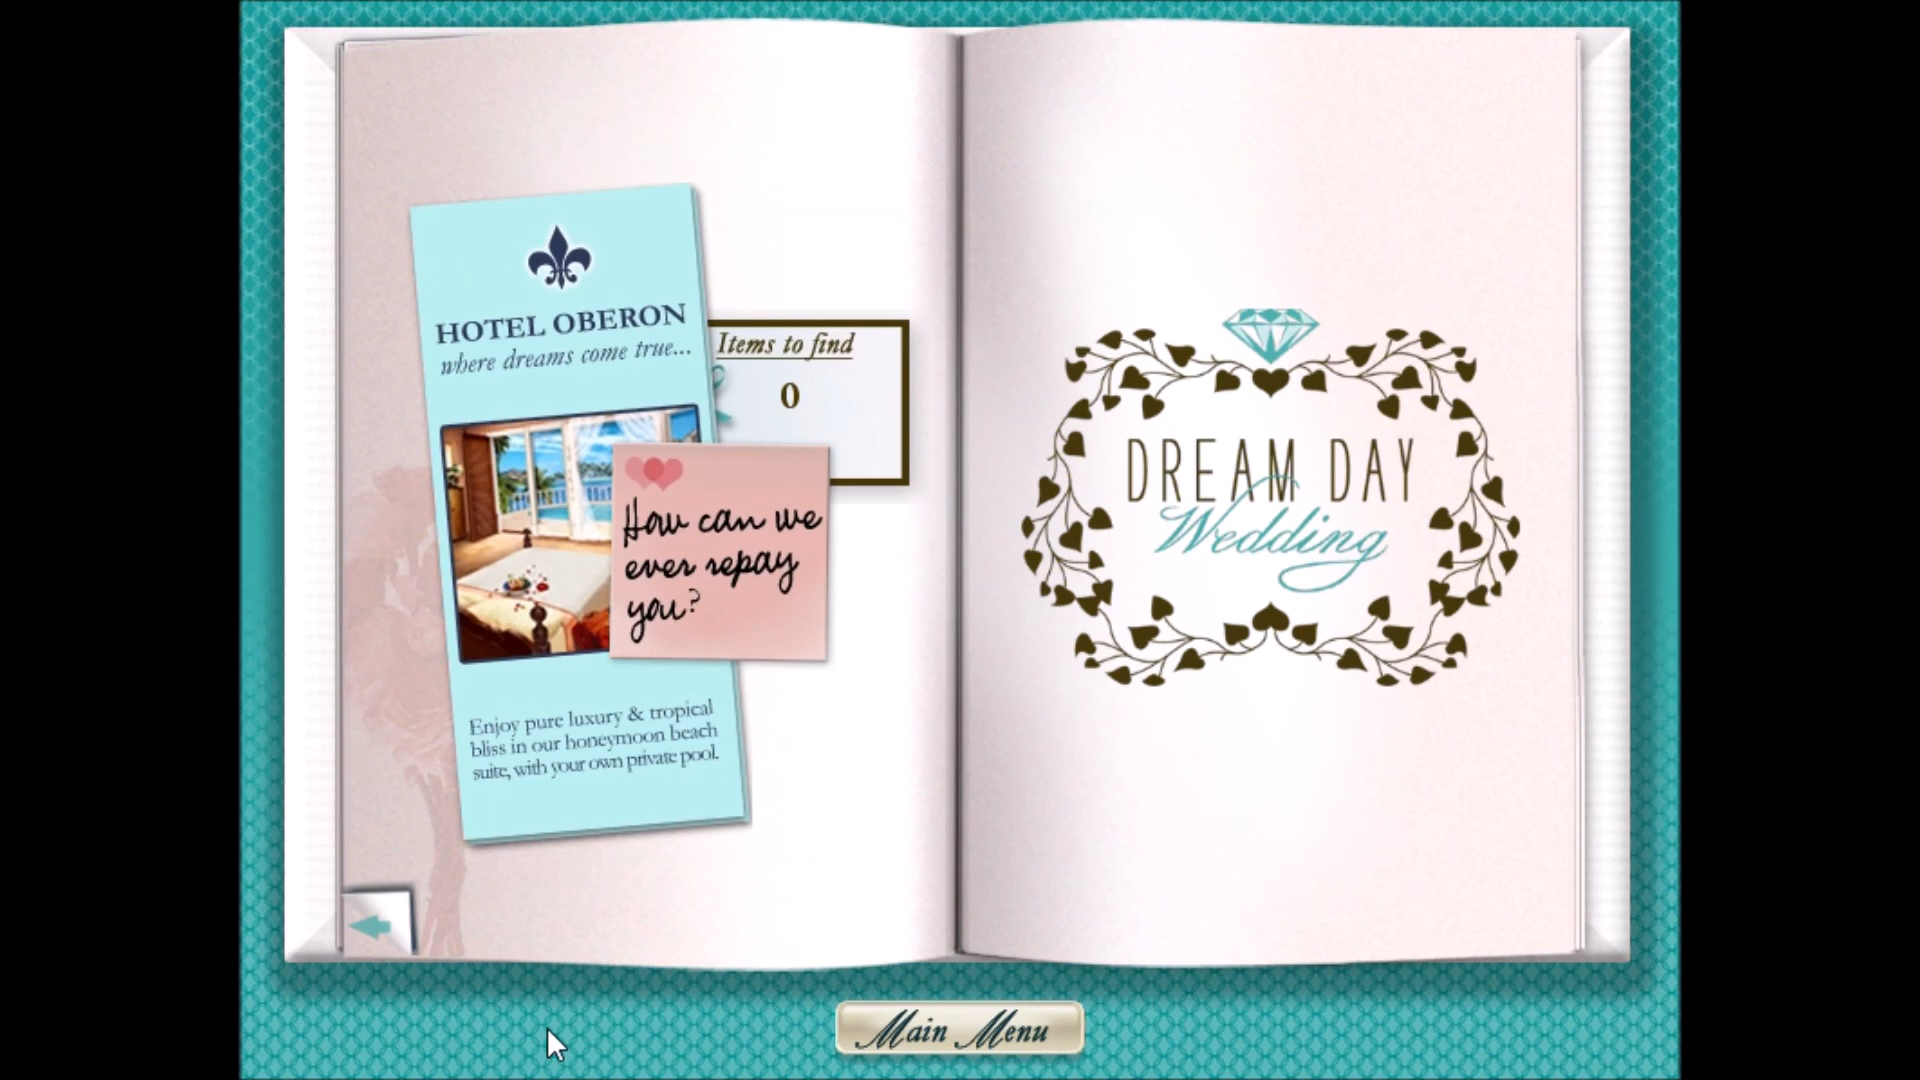 HOTEL OBERON
where dreams come true...
Items to find
0
How can we
ever repay
you?
Enjoy pure luxury & tropical
bliss in our honeymoon beach
suite, with your own private pool.
DREAM DAY
Wedding
Main Menu